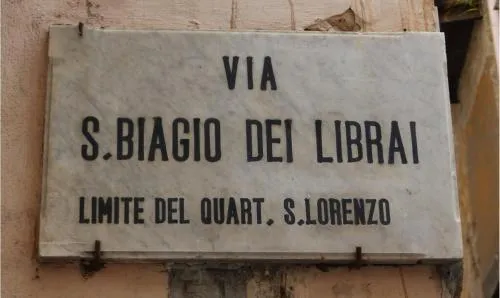 VIA
S.BIAGIO DEI LIBRAI
LIMITE DEL QUART. S.LORENZO